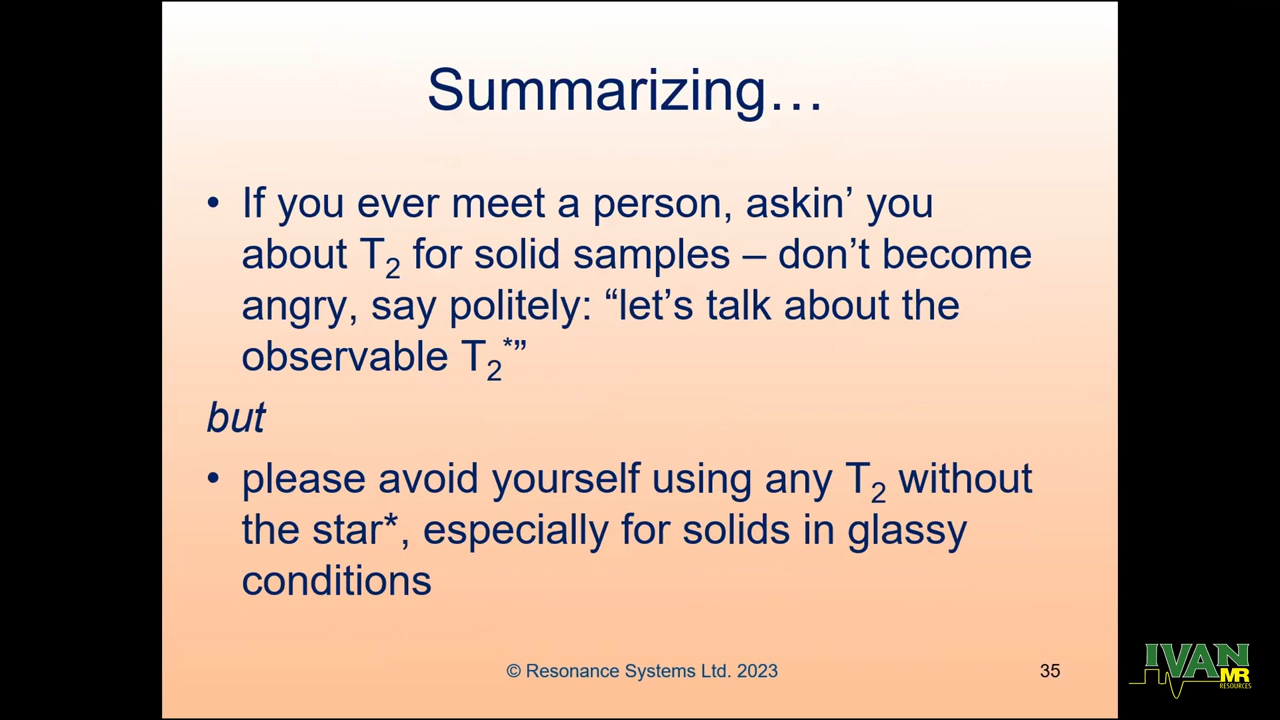 Summarizing…
• If you ever meet a person, askin’ you
about T₂ for solid samples – don’t become
angry, say politely: “let’s talk about the
observable T₂*”
but
• please avoid yourself using any T₂ without
the star*, especially for solids in glassy
conditions
© Resonance Systems Ltd. 2023
35
IVAN
MR
RESOURCES